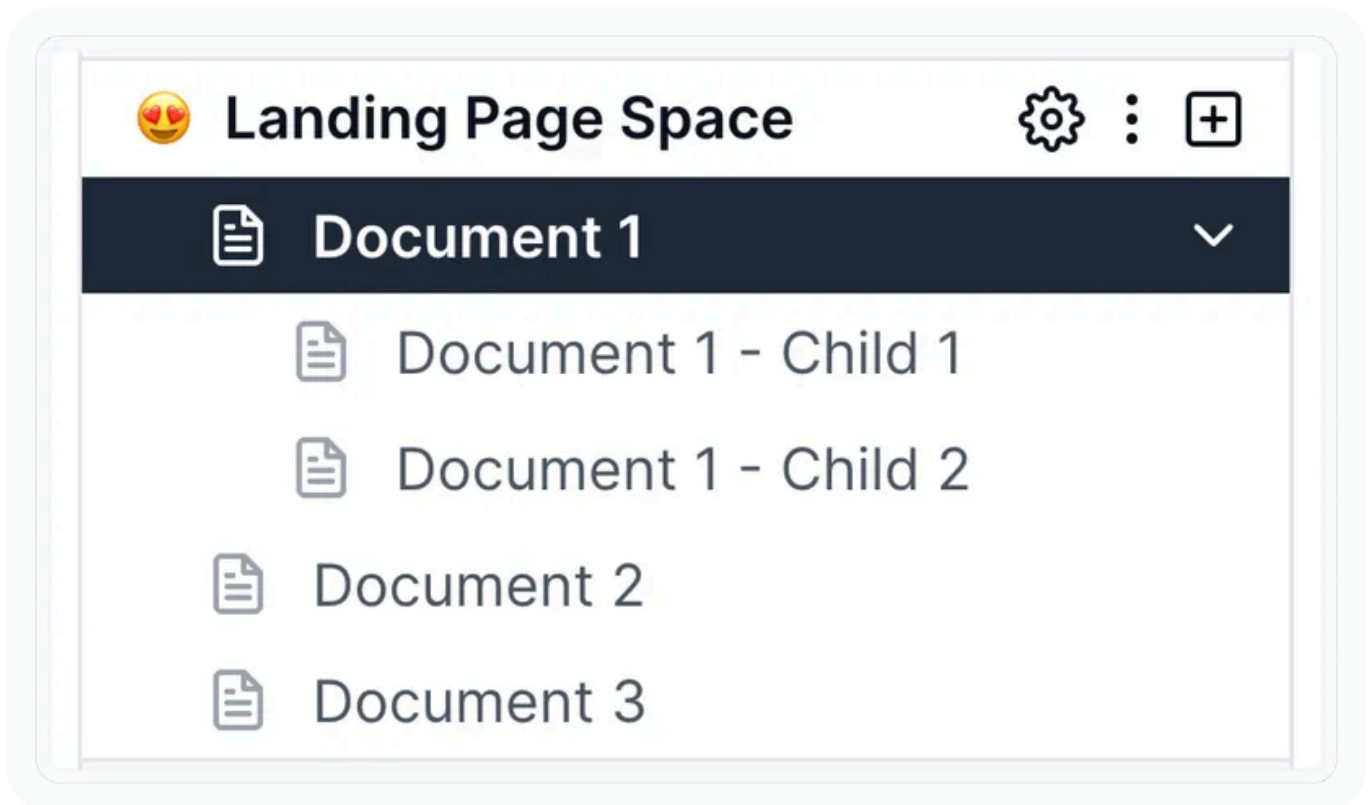 Landing Page Space
Document 1
Document 1 - Child 1
Document 1 - Child 2
Document 2
Document 3